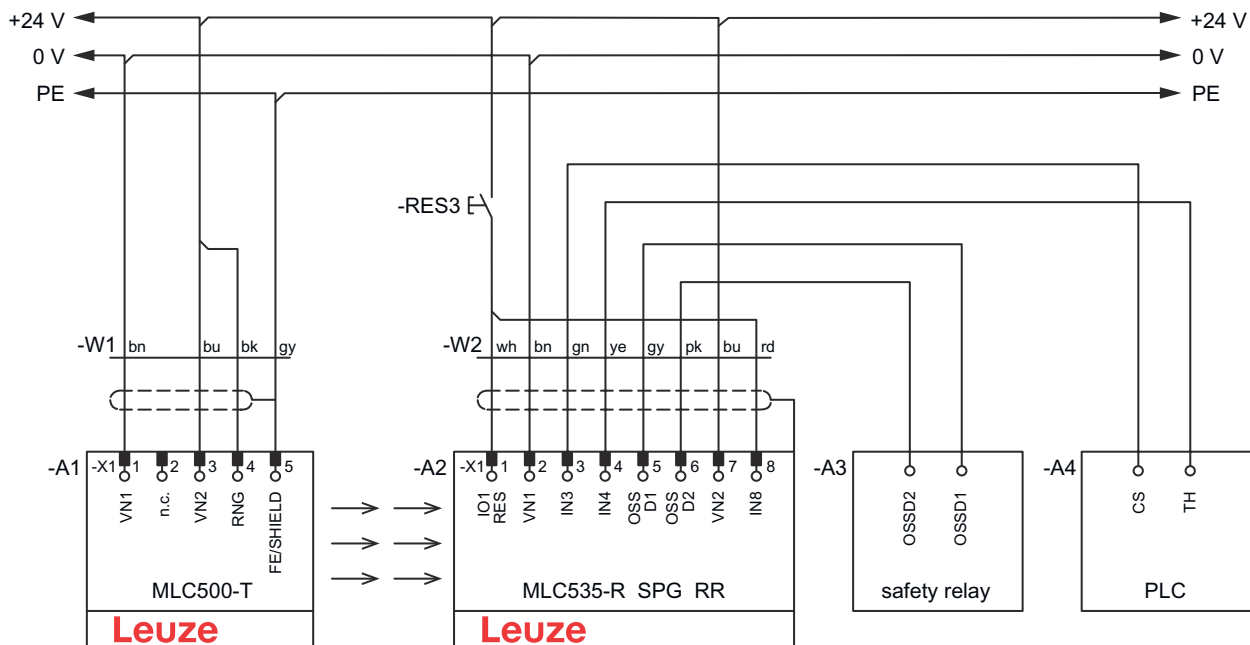 +24 V +24 V
0 V 0 V
PE PE
-RES3
-W1 bn bu bk gy -W2 wh bn gn ye gy pk bu rd
-A1 -X1 1 2 3 4 5 -A2 -X1 1 2 3 4 5 6 7 8 -A3 -A4
VN1
n.c.
VN2
RNG
FE/SHIELD
IO1
RES
VN1
IN3
IN4
OSS
D1
OSS
D2
VN2
IN8
OSSD2
OSSD1
CS
TH
MLC500-T MLC535-R SPG RR safety relay PLC
Leuze Leuze